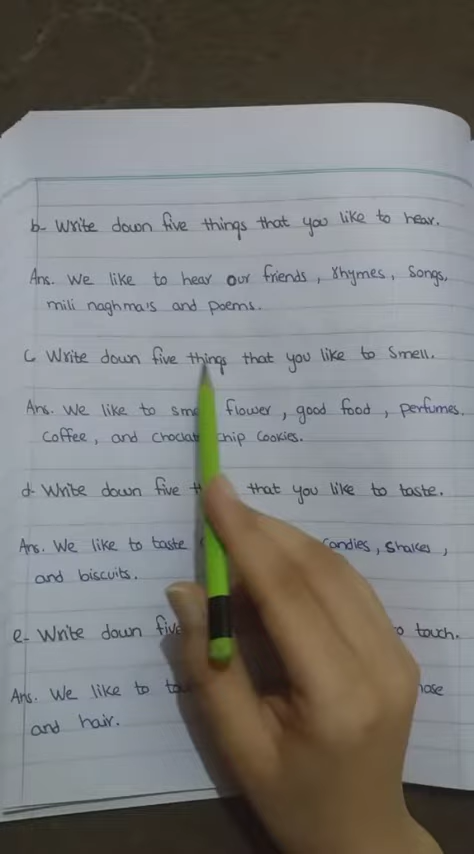 b- Write down five things that you like to hear.
Ans. We like to hear our friends, rhymes, songs,
mili naghma's and poems.
c Write down five things that you like to smell.
Ans. We like to flower, good food, perfumes,
coffee, and chip cookies.
d- Write down five that you like to taste.
Ans. We like to taste candies, shakes,
and biscuits.
e- Write down five to touch.
Ans. We like to
and hair.